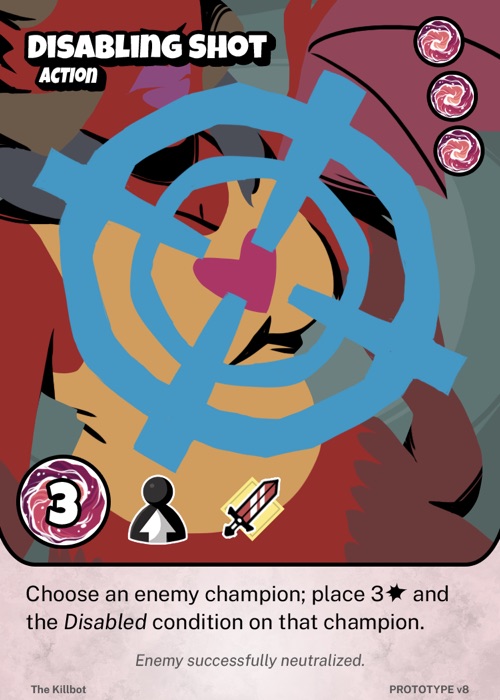 DISABLING SHOT
ACTION
3
Choose an enemy champion; place 3✸ and
the Disabled condition on that champion.
Enemy successfully neutralized.
The Killbot
PROTOTYPE v8